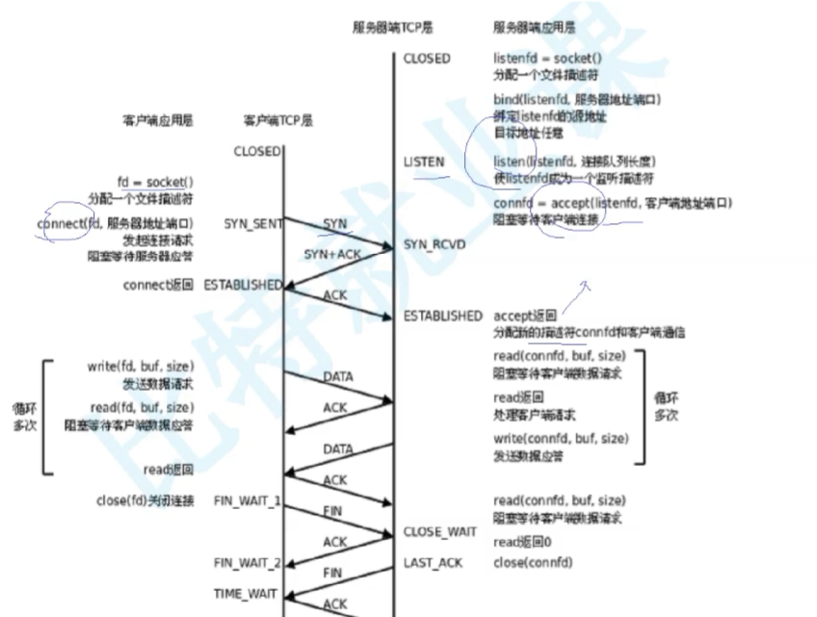 服务器端TCP层 服务器端应用层
CLOSED listenfd = socket()
分配一个文件描述符
bind(listenfd, 服务器地址端口)
绑定listenfd的源地址
目标地址任意
客户端应用层 客户端TCP层
CLOSED
LISTEN listen(listenfd, 连接队列长度)
使listenfd成为一个监听描述符
fd = socket()
分配一个文件描述符
connfd = accept(listenfd, 客户端地址端口)
阻塞等待客户端连接
connect(fd, 服务器地址端口) SYN_SENT SYN
发起连接请求
阻塞等待服务器应答
SYN_RCVD
SYN+ACK
connect返回 ESTABLISHED
ACK
ESTABLISHED accept返回
分配新的描述符connfd和客户端通信
write(fd, buf, size)
发送数据请求
DATA
read(connfd, buf, size)
阻塞等待客户端数据请求
循环
多次
read(fd, buf, size)
阻塞等待客户端数据应答
ACK
read返回
处理客户端请求
循环
多次
write(connfd, buf, size)
发送数据应答
DATA
read返回
ACK
close(fd)关闭连接 FIN_WAIT_1
FIN
read(connfd, buf, size)
阻塞等待客户端数据请求
CLOSE_WAIT
read返回0
ACK
FIN_WAIT_2
LAST_ACK close(connfd)
FIN
TIME_WAIT
ACK
比特就业课